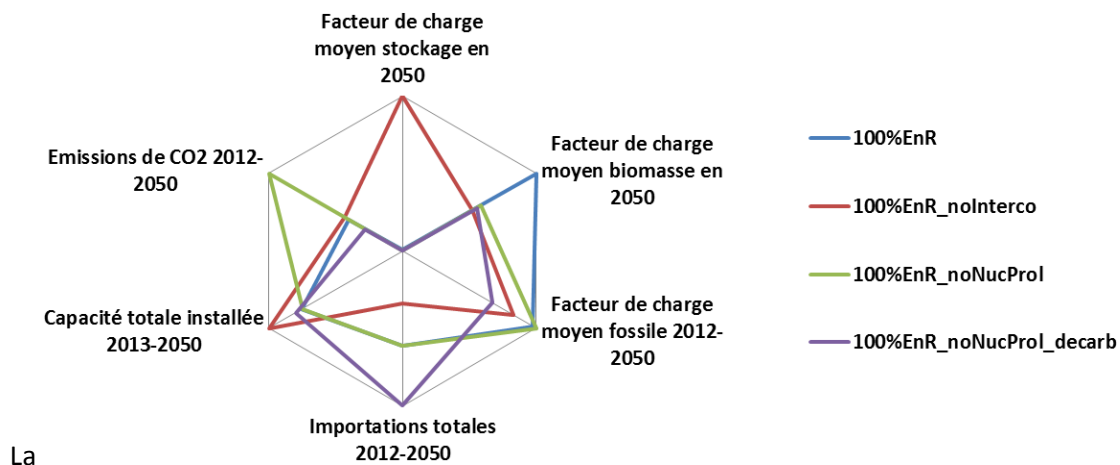 Facteur de charge
moyen stockage en
2050
Emissions de CO2 2012-
2050
Facteur de charge
moyen biomasse en
2050
Capacité totale installée
2013-2050
Facteur de charge
moyen fossile 2012-
2050
Importations totales
2012-2050
100%EnR
100%EnR_noInterco
100%EnR_noNucProl
100%EnR_noNucProl_decarb
La